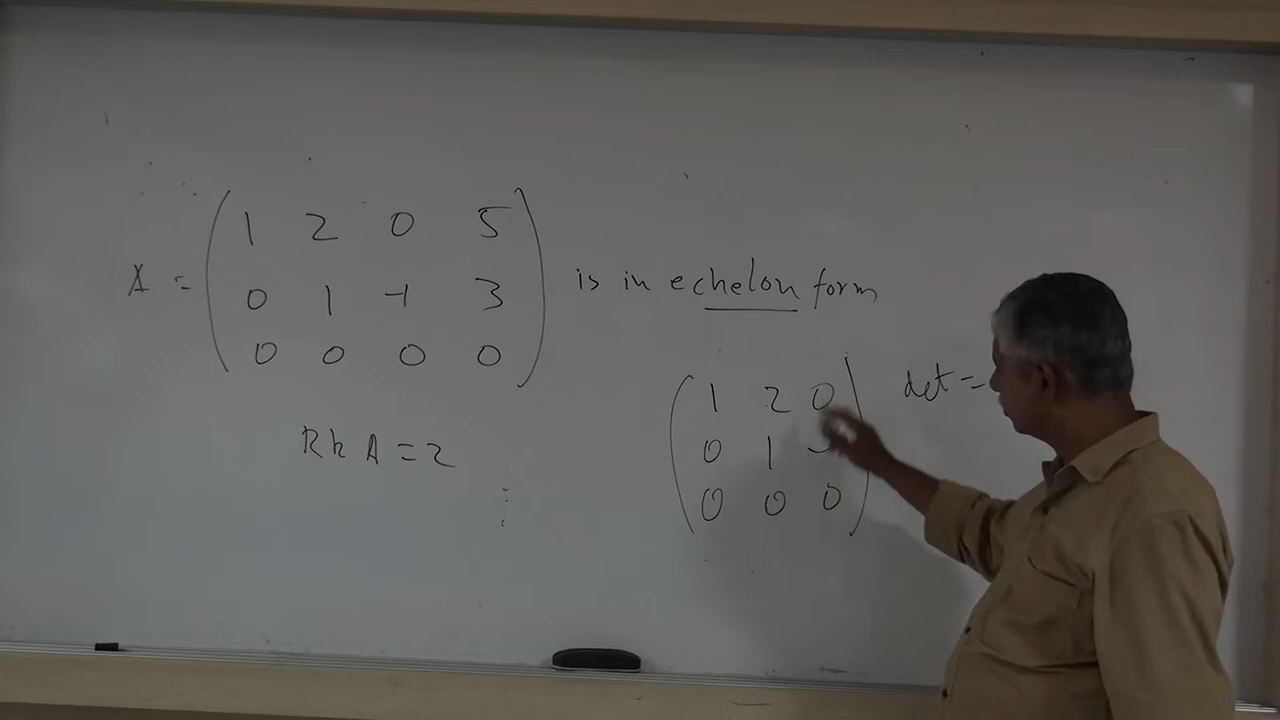 1 2 0 5
A = 0 1 -1 3 is in echelon form
0 0 0 0
1 2 0 det =
Rk A = 2
0 1
0 0 0